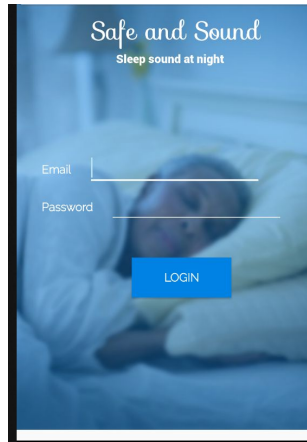 Safe and Sound
Sleep sound at night
Email
Password
LOGIN